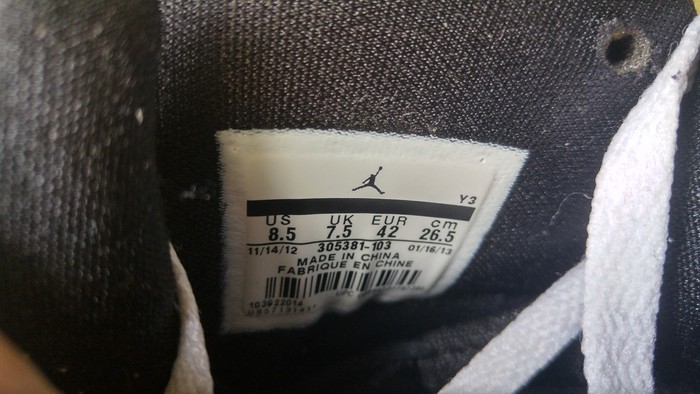 Y3
US UK EUR cm
8.5 7.5 42 26.5
11/14/12 305381-103 01/16/13
MADE IN CHINA
FABRIQUE EN CHINE
UPC